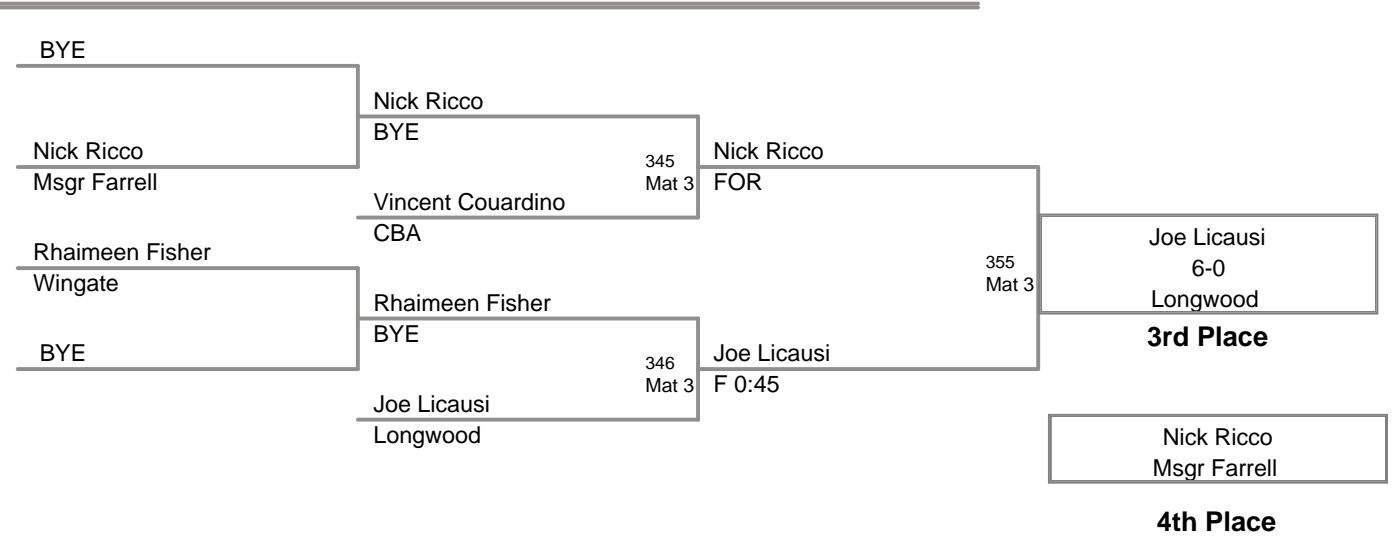 BYE
Nick Ricco
Msgr Farrell
Rhaimeen Fisher
Wingate
BYE
Nick Ricco
BYE
Vincent Couardino
CBA
Rhaimeen Fisher
BYE
Joe Licausi
Longwood
345
Mat 3
346
Mat 3
Nick Ricco
FOR
Joe Licausi
F 0:45
355
Mat 3
Joe Licausi
6-0
Longwood
3rd Place
Nick Ricco
Msgr Farrell
4th Place